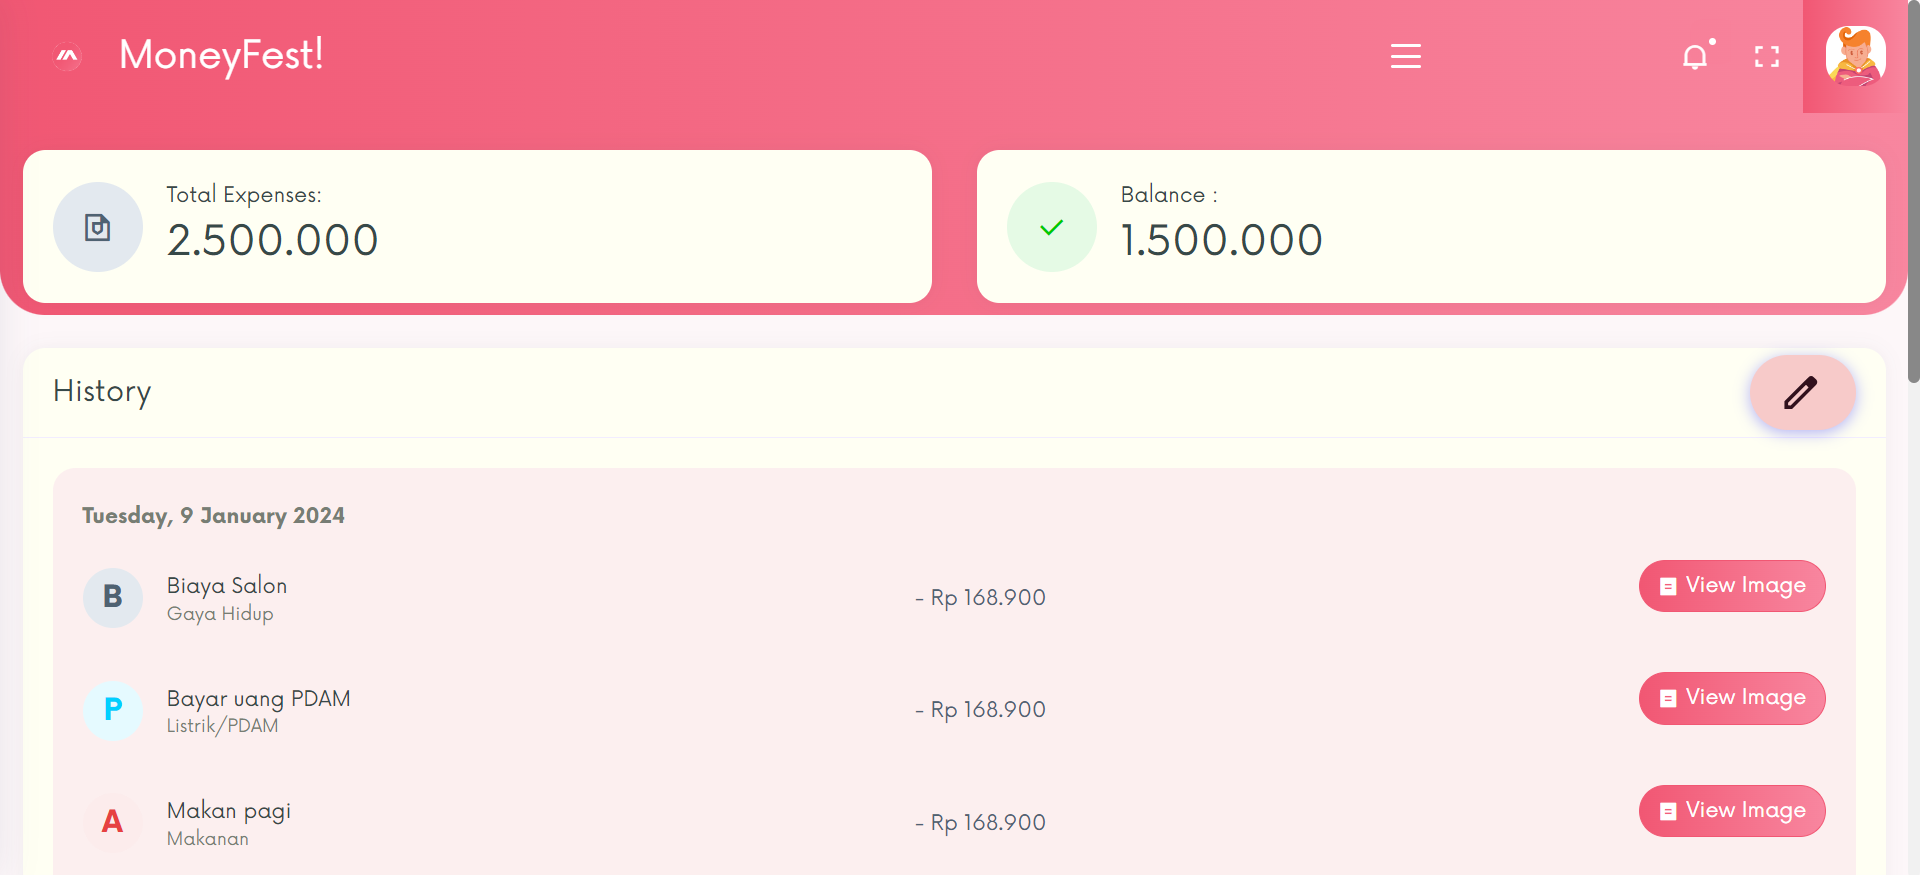 MoneyFest!
Total Expenses:
2.500.000
Balance :
1.500.000
History
Tuesday, 9 January 2024
B
Biaya Salon
Gaya Hidup
- Rp 168.900
View Image
P
Bayar uang PDAM
Listrik/PDAM
- Rp 168.900
View Image
A
Makan pagi
Makanan
- Rp 168.900
View Image